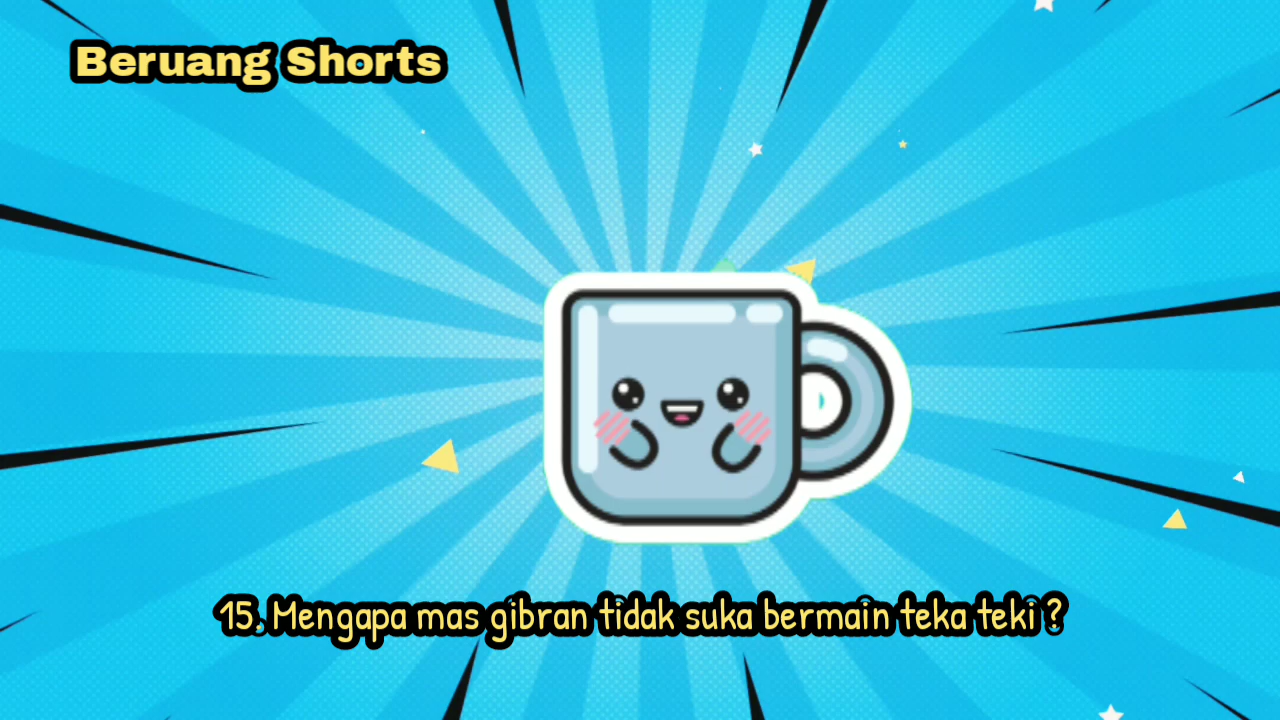 Beruang Shorts
15. Mengapa mas gibran tidak suka bermain teka teki ?